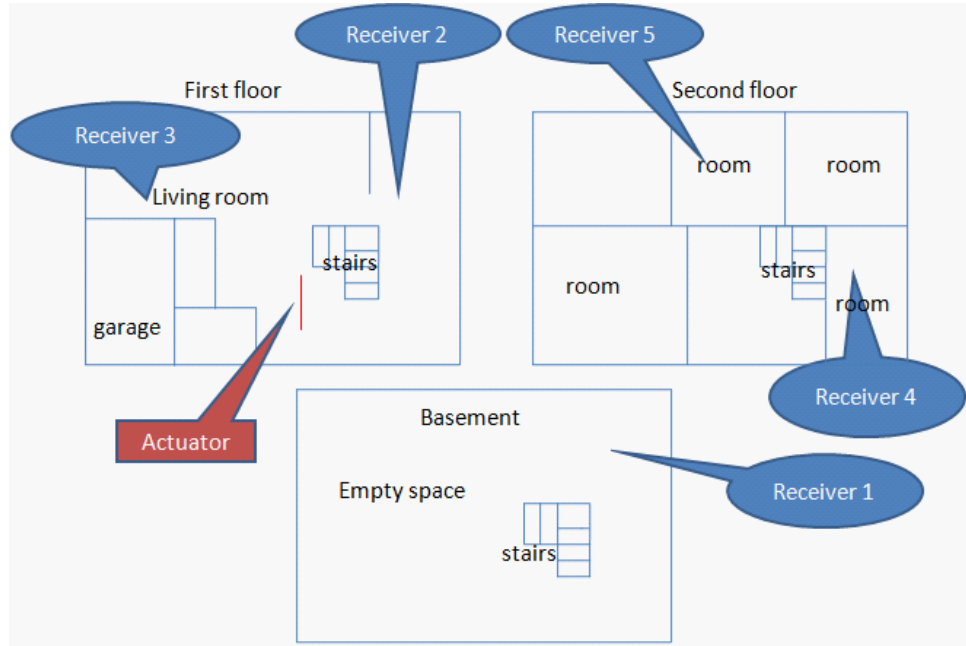 Receiver 2
Receiver 5
First floor
Second floor
Receiver 3
room
room
Living room
stairs
stairs
room
room
garage
Receiver 4
Basement
Actuator
Empty space
Receiver 1
stairs